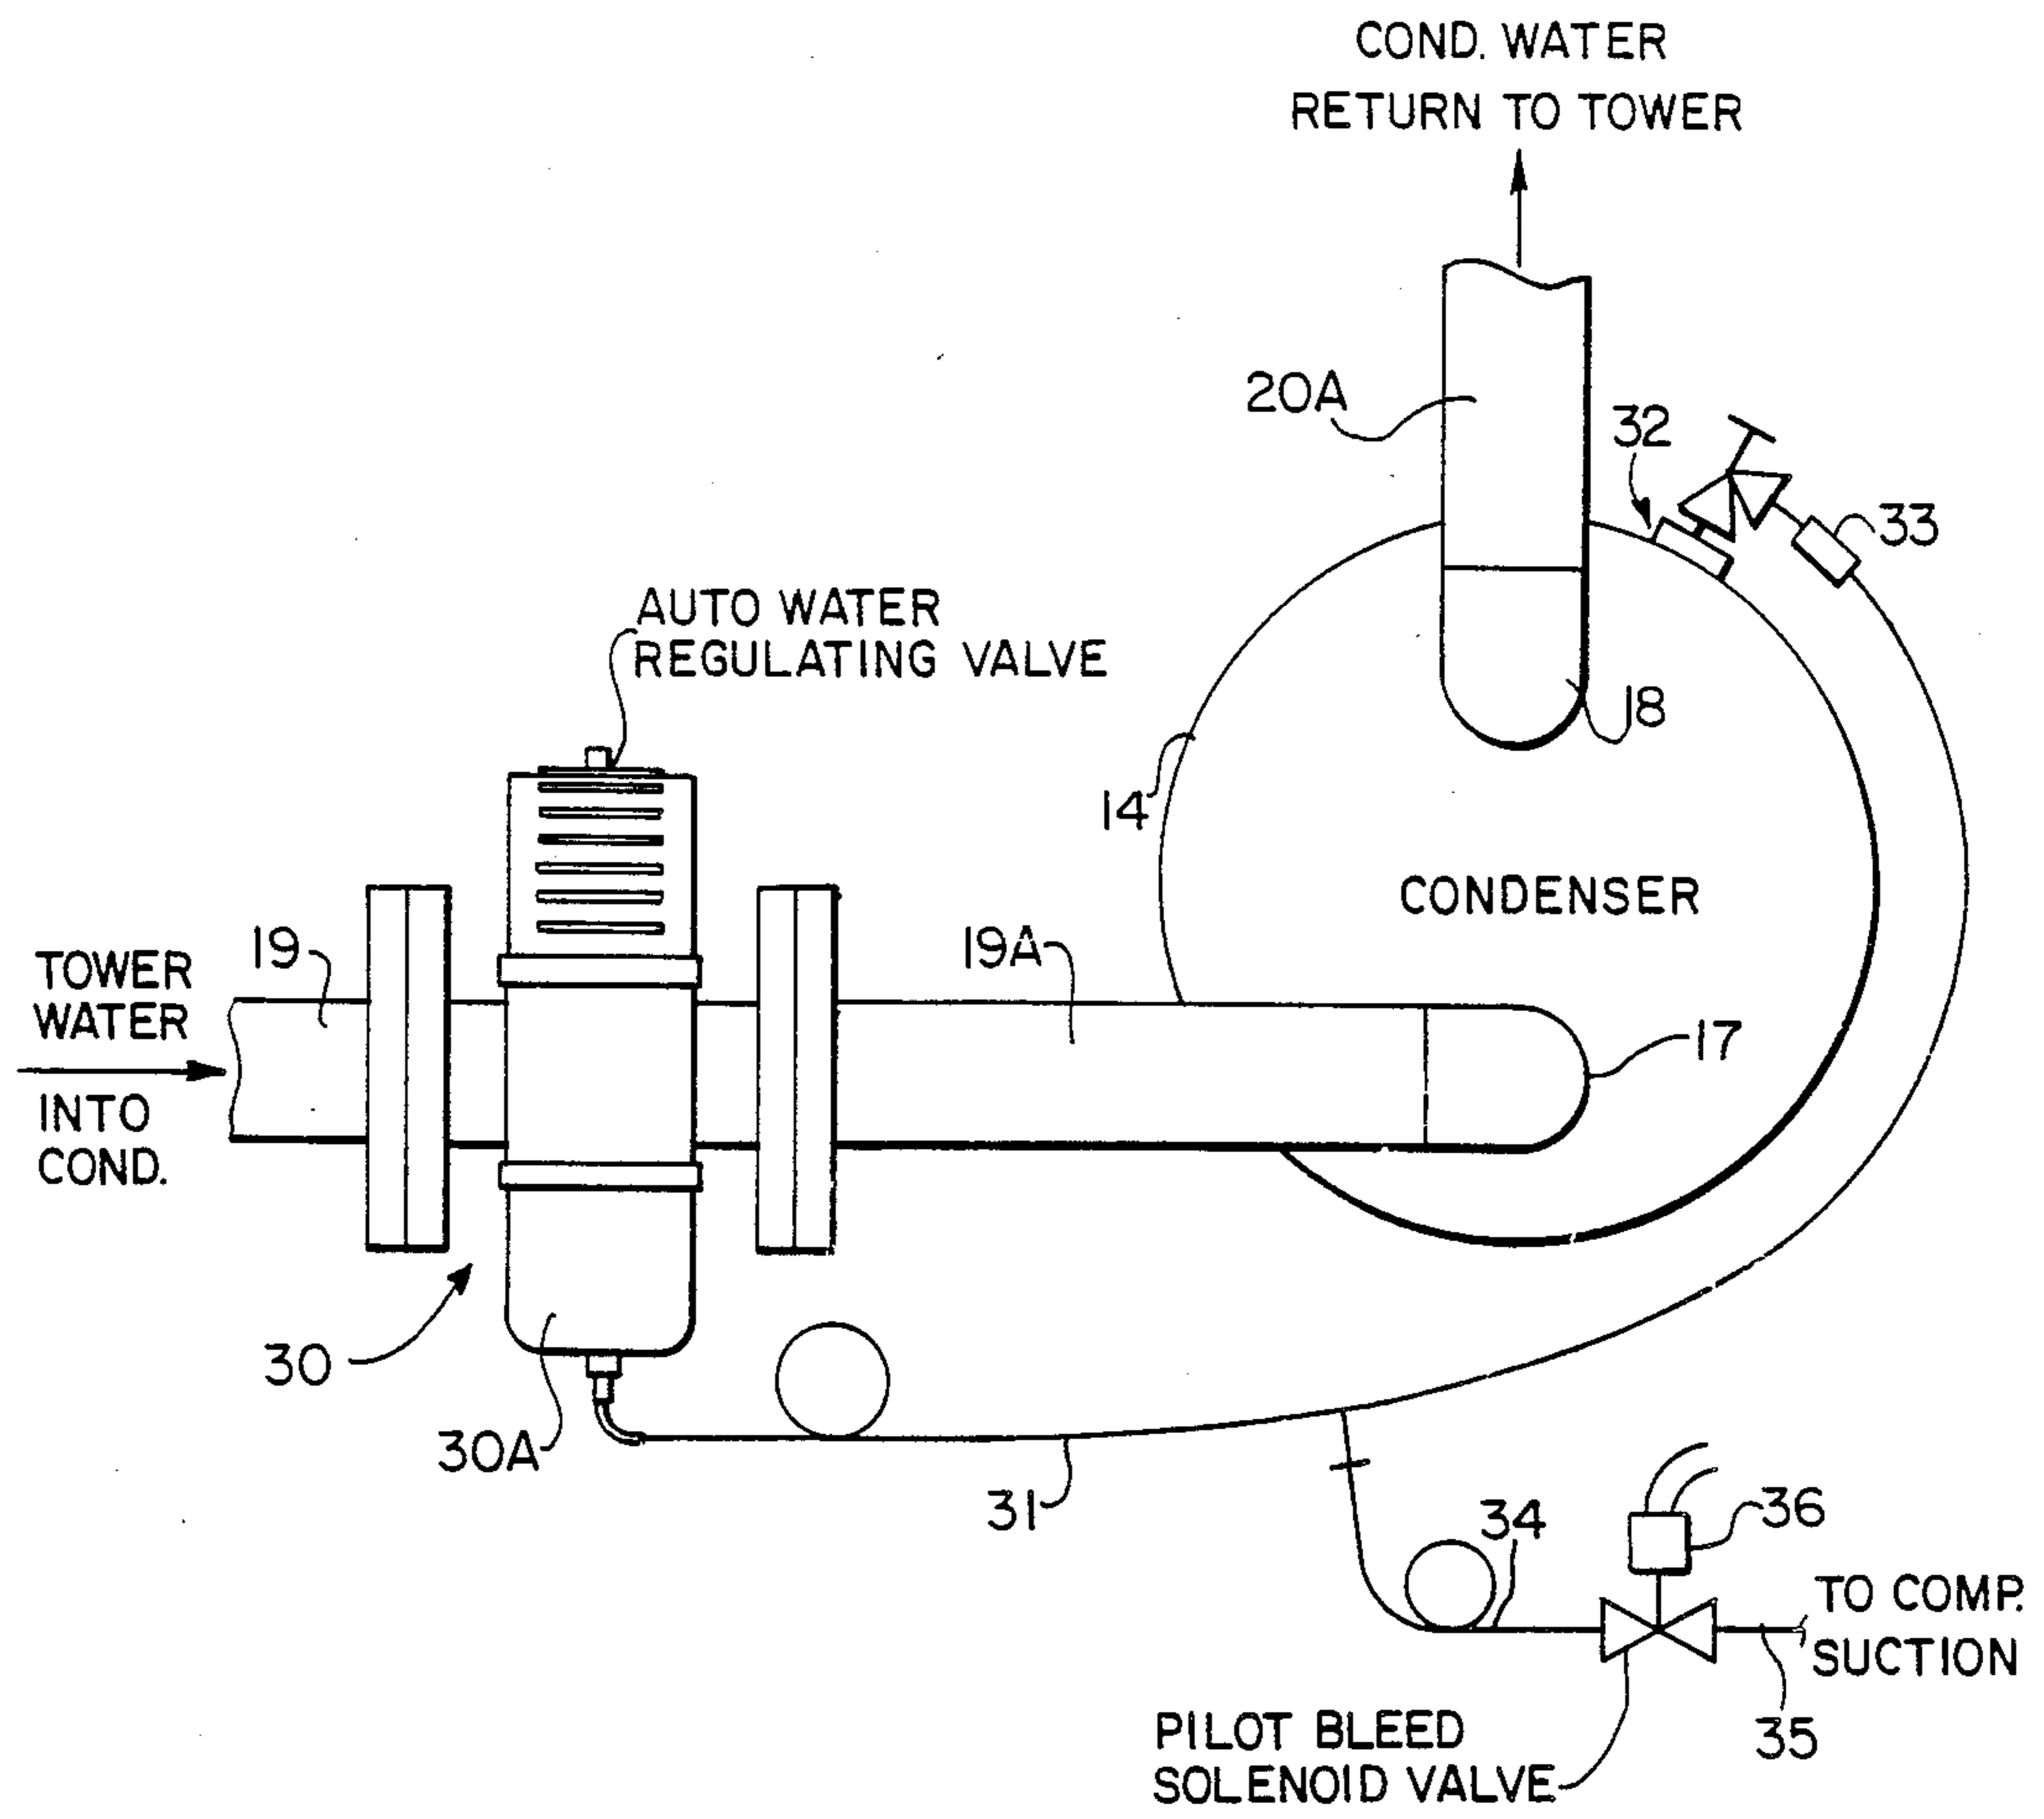 COND. WATER
RETURN TO TOWER
20A
32
33
AUTO WATER
REGULATING VALVE
18
14
CONDENSER
19
19A
TOWER
WATER
INTO
COND.
17
30
30A
31
34
36
TO COMP.
SUCTION
35
PILOT BLEED
SOLENOID VALVE